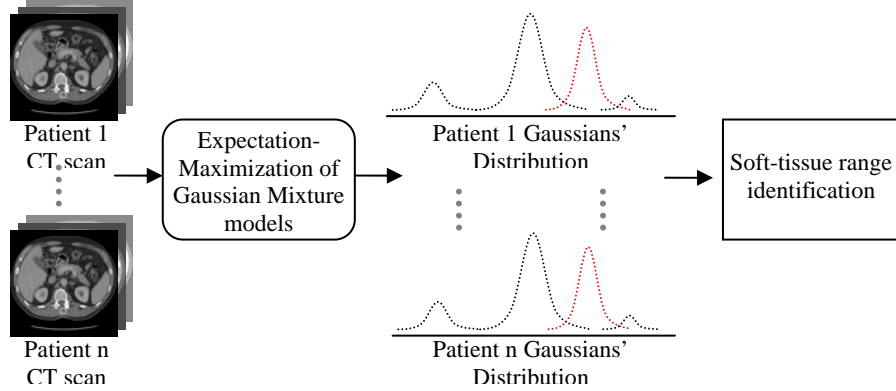 Patient 1
CT scan
Expectation-
Maximization of
Gaussian Mixture
models
Patient 1 Gaussians’
Distribution
Soft-tissue range
identification
Patient n
CT scan
Patient n Gaussians’
Distribution